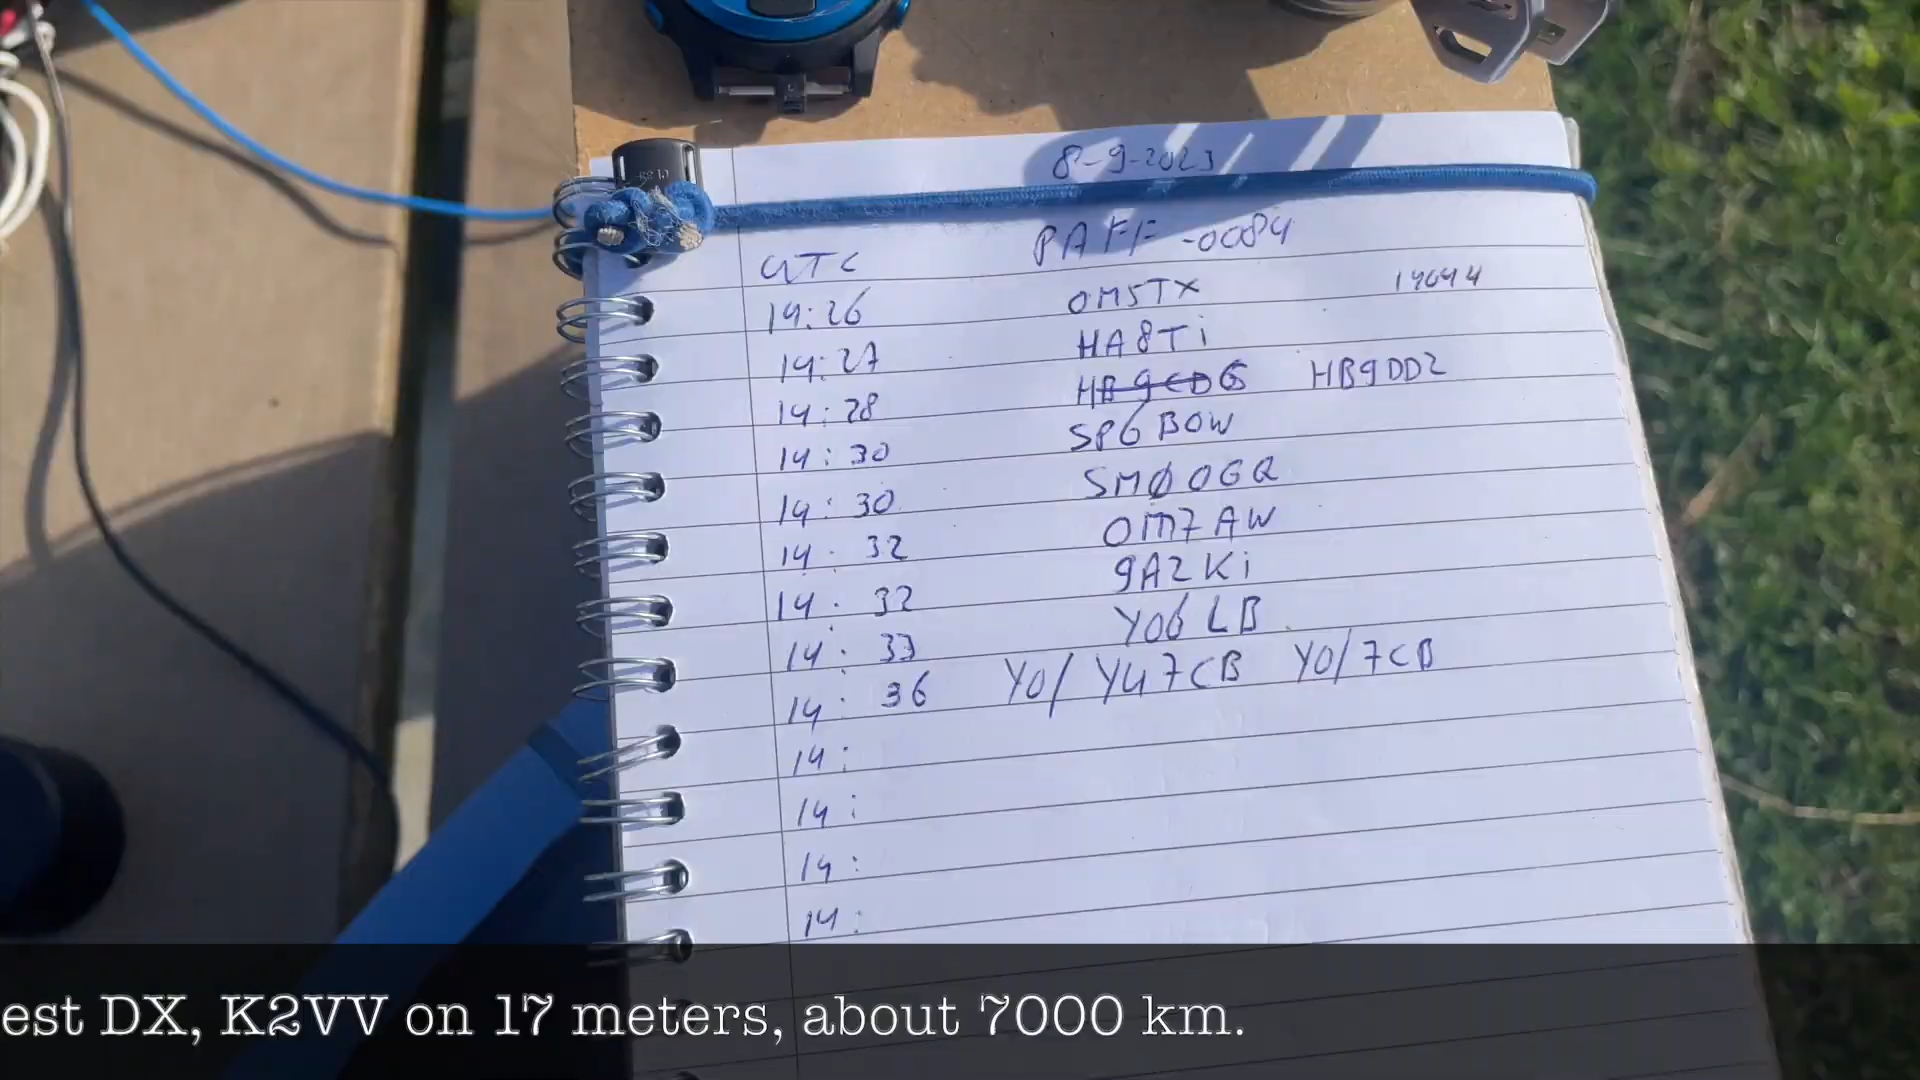 8-9-2023
PAFF-0084
UTC
14:26 OM5TX 14044
14:27 HA8Ti
14:28 HB9CDG HB9DDZ
14:30 SP6BOW
14:30 SMØOGQ
14:32 OM7AW
14:32 9A2Ki
14:33 YO6LB
14:36 YO/YU7CB YO/7CB
14:
14:
14:
14:
est DX, K2VV on 17 meters, about 7000 km.